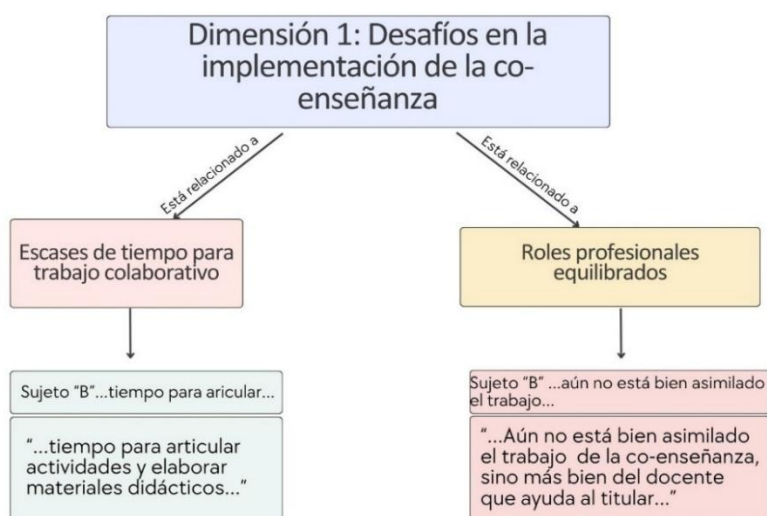 Dimensión 1: Desafíos en la
implementación de la co-
enseñanza
Está relacionado a
Está relacionado a
Escases de tiempo para
trabajo colaborativo
Roles profesionales
equilibrados
Sujeto "B"...tiempo para aricular...
"...tiempo para articular
actividades y elaborar
materiales didácticos..."
Sujeto "B" ...aún no está bien asimilado
el trabajo...
"...Aún no está bien asimilado
el trabajo de la co-enseñanza,
sino más bien del docente
que ayuda al titular..."